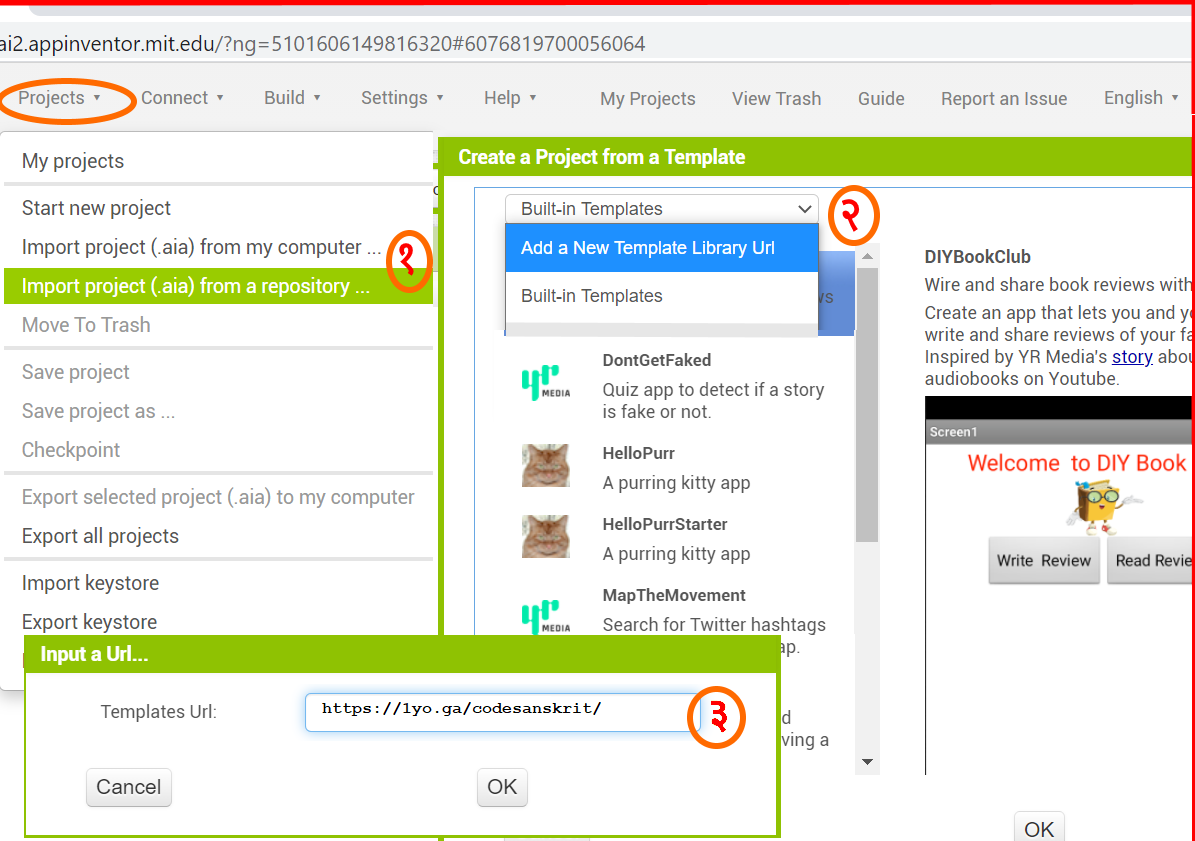 ai2.appinventor.mit.edu/?ng=5101606149816320#6076819700056064
Projects Connect Build Settings Help My Projects View Trash Guide Report an Issue English
My projects
Start new project
Import project (.aia) from my computer ...
१
Import project (.aia) from a repository ...
Move To Trash
Save project
Save project as ...
Checkpoint
Export selected project (.aia) to my computer
Export all projects
Import keystore
Export keystore
Create a Project from a Template
Built-in Templates
२
Add a New Template Library Url
Built-in Templates
DontGetFaked
Quiz app to detect if a story
is fake or not.
HelloPurr
A purring kitty app
HelloPurrStarter
A purring kitty app
MapTheMovement
Search for Twitter hashtags
DIYBookClub
Wire and share book reviews with
Create an app that lets you and
write and share reviews of your
Inspired by YR Media's story
audiobooks on Youtube.
Screen1
Welcome to DIY Book
Write Review Read
YR MEDIA
YR MEDIA
Input a Url...
Templates Url: https://1yo.ga/codesanskrit/
३
Cancel OK
OK